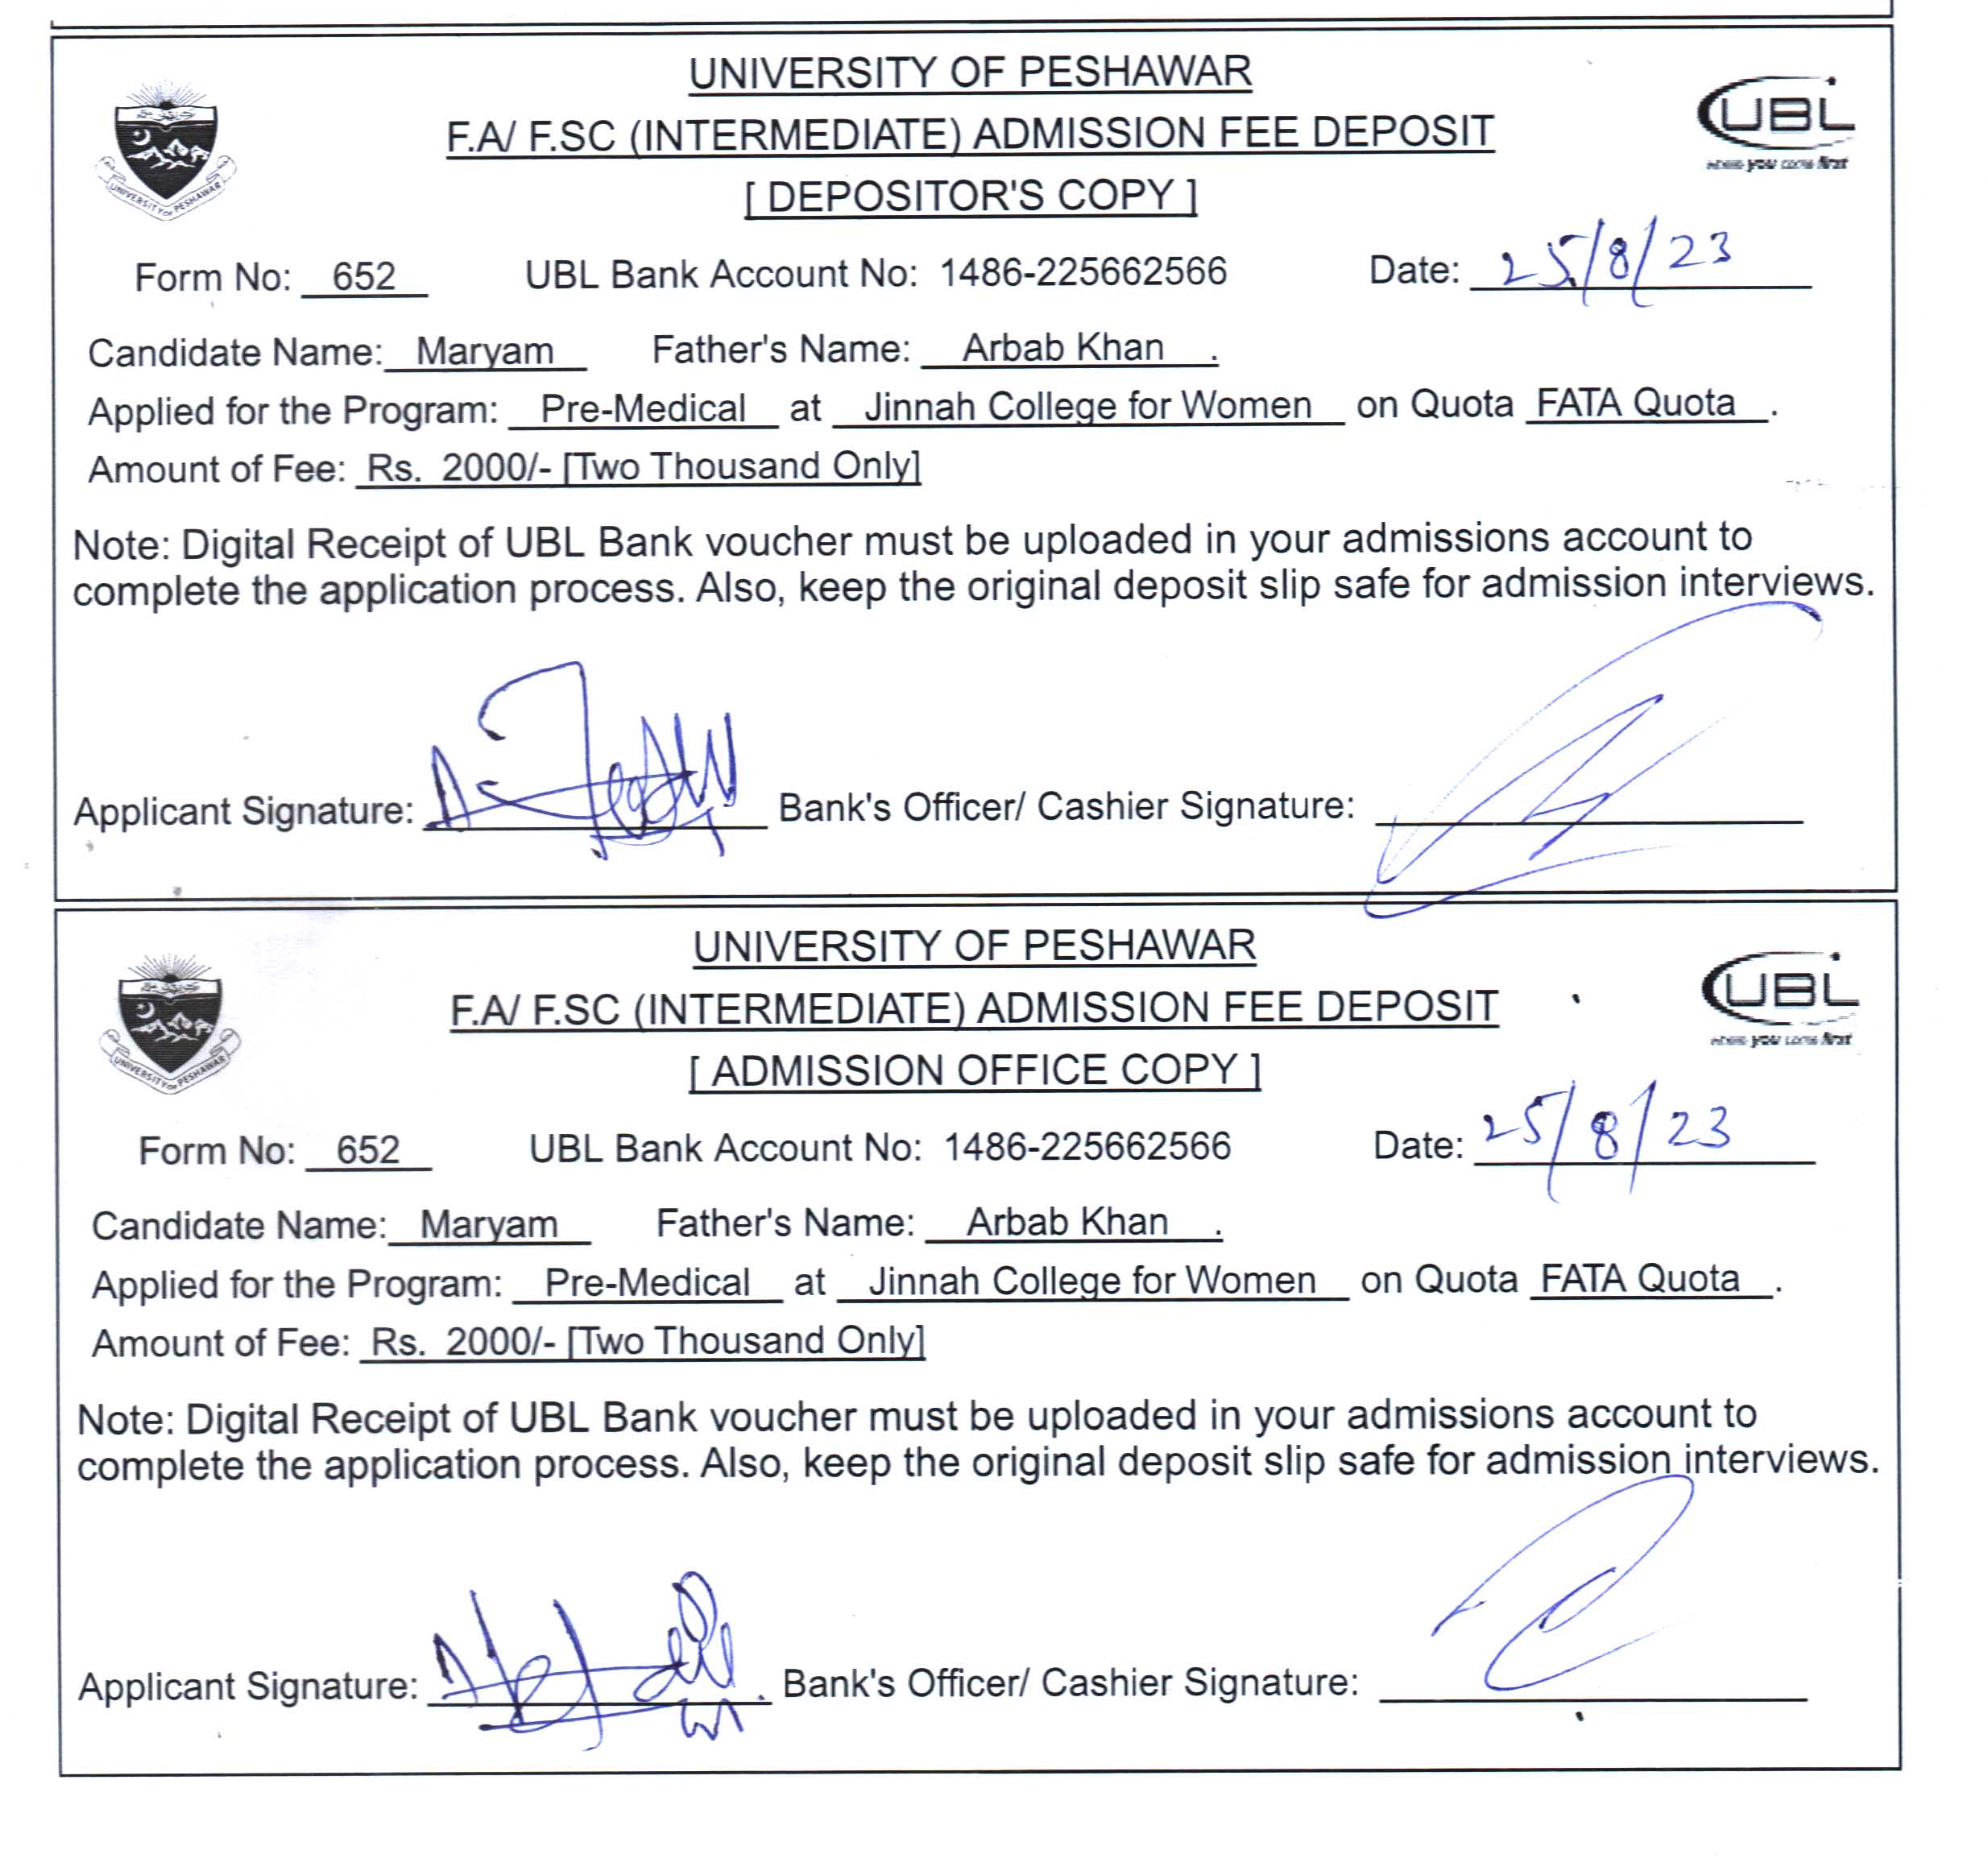 UNIVERSITY OF PESHAWAR
F.A/ F.SC (INTERMEDIATE) ADMISSION FEE DEPOSIT
[ DEPOSITOR'S COPY ]
UNIVERSITY OF PESHAWAR
UBL
where you come first
Form No: 652 UBL Bank Account No: 1486-225662566 Date: 25/8/23
Candidate Name: Maryam Father's Name: Arbab Khan .
Applied for the Program: Pre-Medical at Jinnah College for Women on Quota FATA Quota .
Amount of Fee: Rs. 2000/- [Two Thousand Only]
Note: Digital Receipt of UBL Bank voucher must be uploaded in your admissions account to
complete the application process. Also, keep the original deposit slip safe for admission interviews.
Applicant Signature: Bank's Officer/ Cashier Signature:
UNIVERSITY OF PESHAWAR
F.A/ F.SC (INTERMEDIATE) ADMISSION FEE DEPOSIT
[ ADMISSION OFFICE COPY ]
UNIVERSITY OF PESHAWAR
UBL
where you come first
Form No: 652 UBL Bank Account No: 1486-225662566 Date: 25/8/23
Candidate Name: Maryam Father's Name: Arbab Khan .
Applied for the Program: Pre-Medical at Jinnah College for Women on Quota FATA Quota .
Amount of Fee: Rs. 2000/- [Two Thousand Only]
Note: Digital Receipt of UBL Bank voucher must be uploaded in your admissions account to
complete the application process. Also, keep the original deposit slip safe for admission interviews.
Applicant Signature: Bank's Officer/ Cashier Signature: